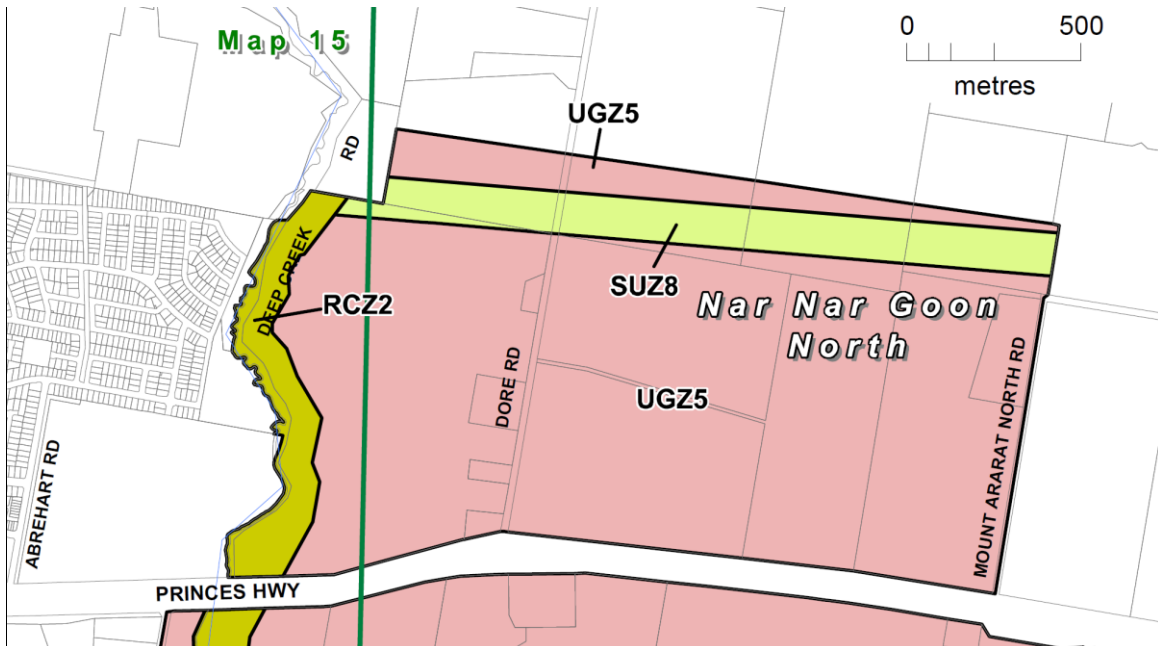 Map 15
0 500
metres
UGZ5
RD
DEEP CREEK
SUZ8
RCZ2
Nar Nar Goon
North
UGZ5
DORE RD
MOUNT ARARAT NORTH RD
ABREHART RD
PRINCES HWY